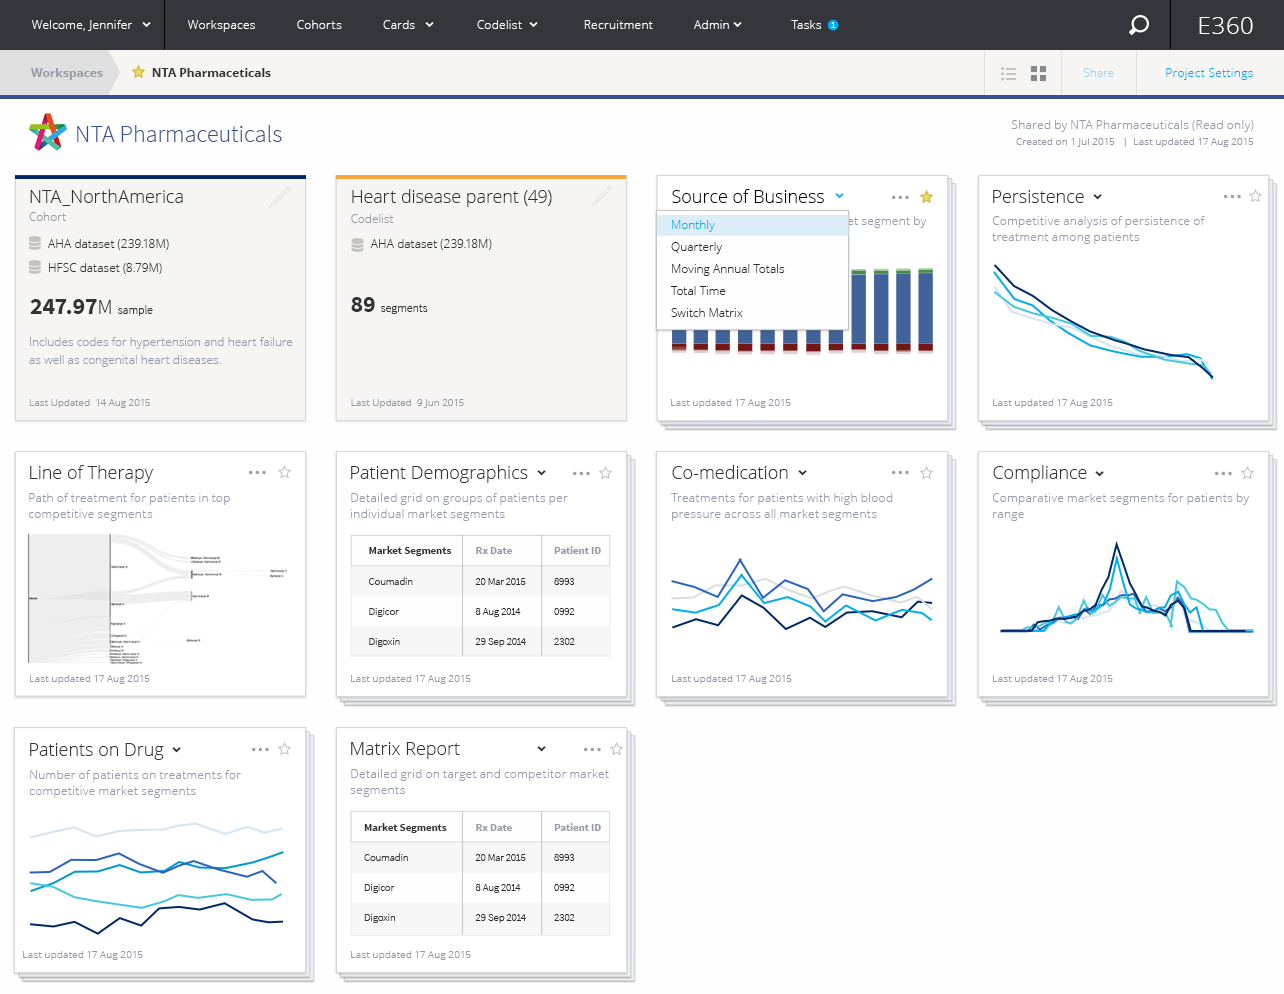 Welcome, Jennifer
Workspaces
Cohorts
Cards
Codelist
Recruitment
Admin
Tasks 1
E360
Workspaces
NTA Pharmaceticals
Share
Project Settings
NTA Pharmaceuticals
Shared by NTA Pharmaceuticals (Read only)
Created on 1 Jul 2015 | Last updated 17 Aug 2015
NTA_NorthAmerica
Cohort
AHA dataset (239.18M)
HFSC dataset (8.79M)
247.97M sample
Includes codes for hypertension and heart failure
as well as congenital heart diseases.
Last Updated 14 Aug 2015
Heart disease parent (49)
Codelist
AHA dataset (239.18M)
89 segments
Last Updated 9 Jun 2015
Source of Business
Monthly
Quarterly
Moving Annual Totals
Total Time
Switch Matrix
segment by
Last updated 17 Aug 2015
Persistence
Competitive analysis of persistence of
treatment among patients
Last updated 17 Aug 2015
Line of Therapy
Path of treatment for patients in top
competitive segments
Last updated 17 Aug 2015
Patient Demographics
Detailed grid on groups of patients per
individual market segments
Market Segments Rx Date Patient ID
Coumadin 20 Mar 2015 8993
Digicor 8 Aug 2014 0992
Digoxin 29 Sep 2014 2302
Last updated 17 Aug 2015
Co-medication
Treatments for patients with high blood
pressure across all market segments
Last updated 17 Aug 2015
Compliance
Comparative market segments for patients by
range
Last updated 17 Aug 2015
Patients on Drug
Number of patients on treatments for
competitive market segments
Last updated 17 Aug 2015
Matrix Report
Detailed grid on target and competitor market
segments
Market Segments Rx Date Patient ID
Coumadin 20 Mar 2015 8993
Digicor 8 Aug 2014 0992
Digoxin 29 Sep 2014 2302
Last updated 17 Aug 2015